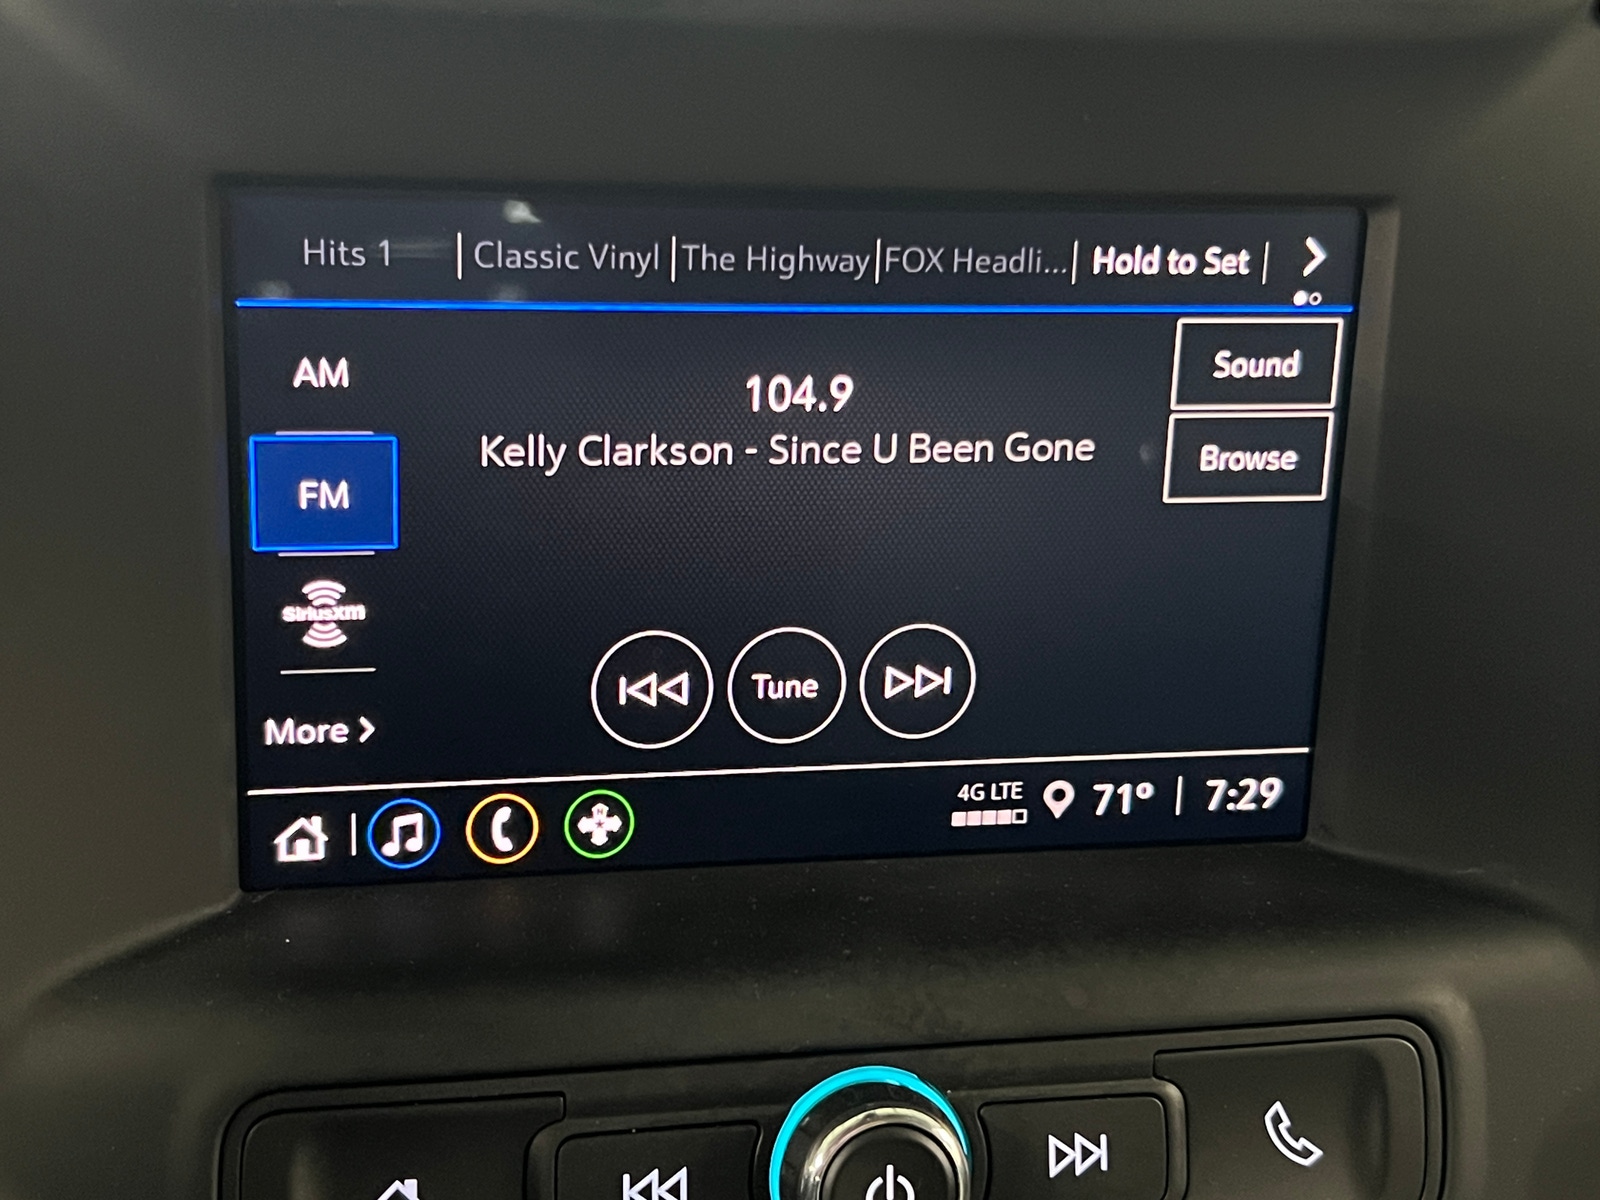 Hits 1 | Classic Vinyl | The Highway | FOX Headli... | Hold to Set |
AM
104.9
Sound
Kelly Clarkson - Since U Been Gone
Browse
FM
SiriusXm
Tune
More >
4G LTE
71° | 7:29